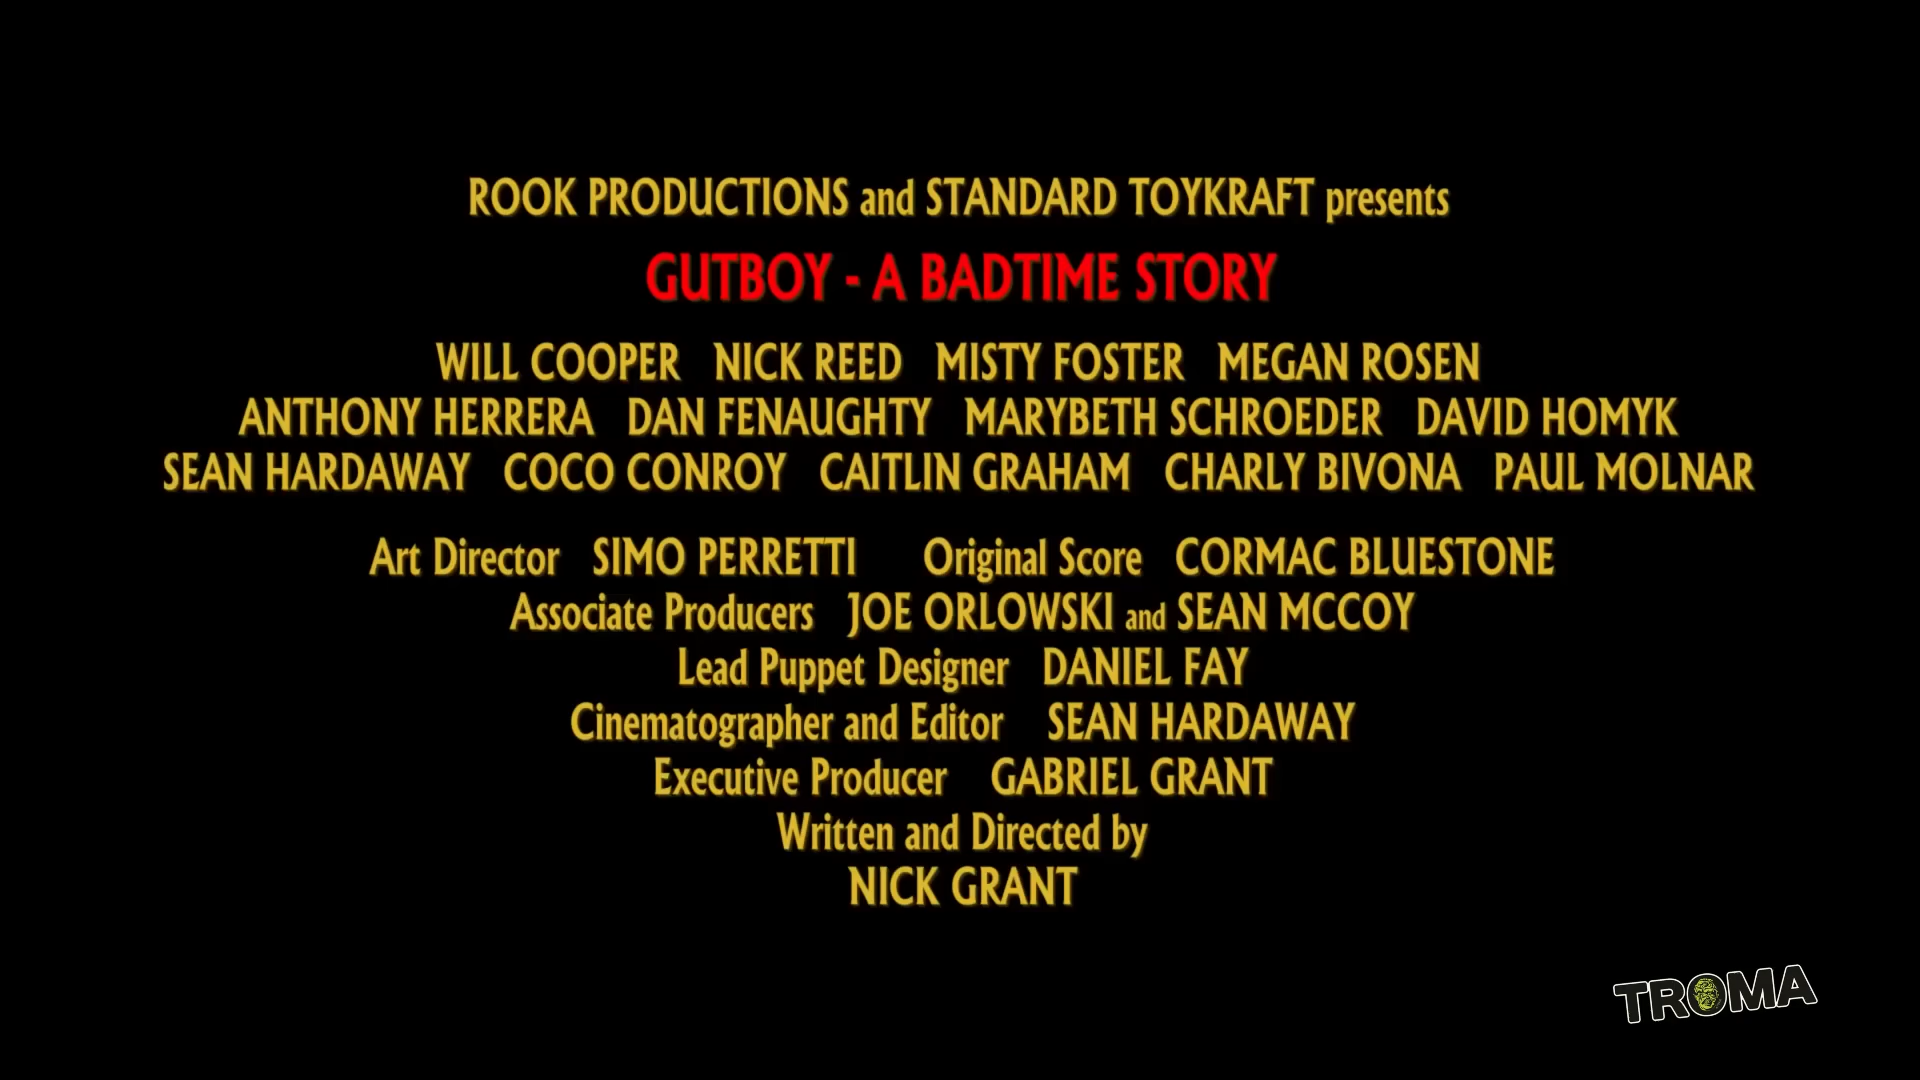 ROOK PRODUCTIONS and STANDARD TOYKRAFT presents
GUTBOY - A BADTIME STORY
WILL COOPER NICK REED MISTY FOSTER MEGAN ROSEN
ANTHONY HERRERA DAN FENAUGHTY MARYBETH SCHROEDER DAVID HOMYK
SEAN HARDAWAY COCO CONROY CAITLIN GRAHAM CHARLY BIVONA PAUL MOLNAR
Art Director SIMO PERRETTI Original Score CORMAC BLUESTONE
Associate Producers JOE ORLOWSKI and SEAN MCCOY
Lead Puppet Designer DANIEL FAY
Cinematographer and Editor SEAN HARDAWAY
Executive Producer GABRIEL GRANT
Written and Directed by
NICK GRANT
TROMA